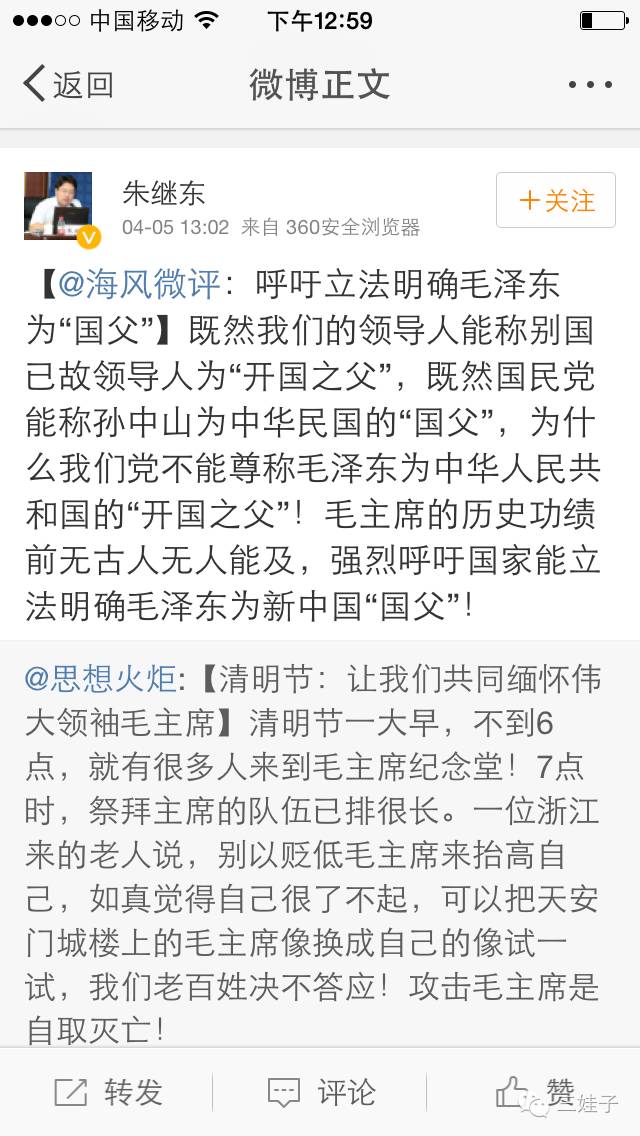 中国移动 下午12:59
返回 微博正文
朱继东
04-05 13:02 来自 360安全浏览器
+关注
【@海风微评：呼吁立法明确毛泽东
为“国父”】既然我们的领导人能称别国
已故领导人为“开国之父”，既然国民党
能称孙中山为中华民国的“国父”，为什
么我们党不能尊称毛泽东为中华人民共
和国的“开国之父”！毛主席的历史功绩
前无古人无人能及，强烈呼吁国家能立
法明确毛泽东为新中国“国父”！
@思想火炬:【清明节：让我们共同缅怀伟
大领袖毛主席】清明节一大早，不到6
点，就有很多人来到毛主席纪念堂！7点
时，祭拜主席的队伍已排很长。一位浙江
来的老人说，别以贬低毛主席来抬高自
己，如真觉得自己很了不起，可以把天安
门城楼上的毛主席像换成自己的像试一
试，我们老百姓决不答应！攻击毛主席是
自取灭亡！
转发 评论 赞
二娃子